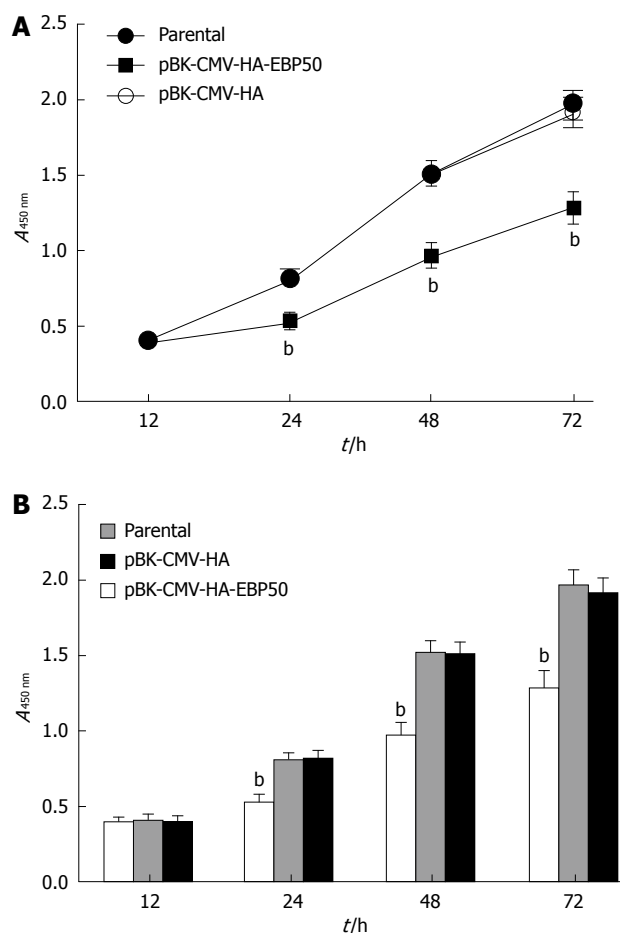 A
Parental
pBK-CMV-HA-EBP50
pBK-CMV-HA
2.5
2.0
1.5
1.0
0.5
0.0
A450 nm
b
b
b
12 24 48 72
t/h
B
Parental
pBK-CMV-HA
pBK-CMV-HA-EBP50
2.5
2.0
1.5
1.0
0.5
0.0
A450 nm
b
b
b
12 24 48 72
t/h